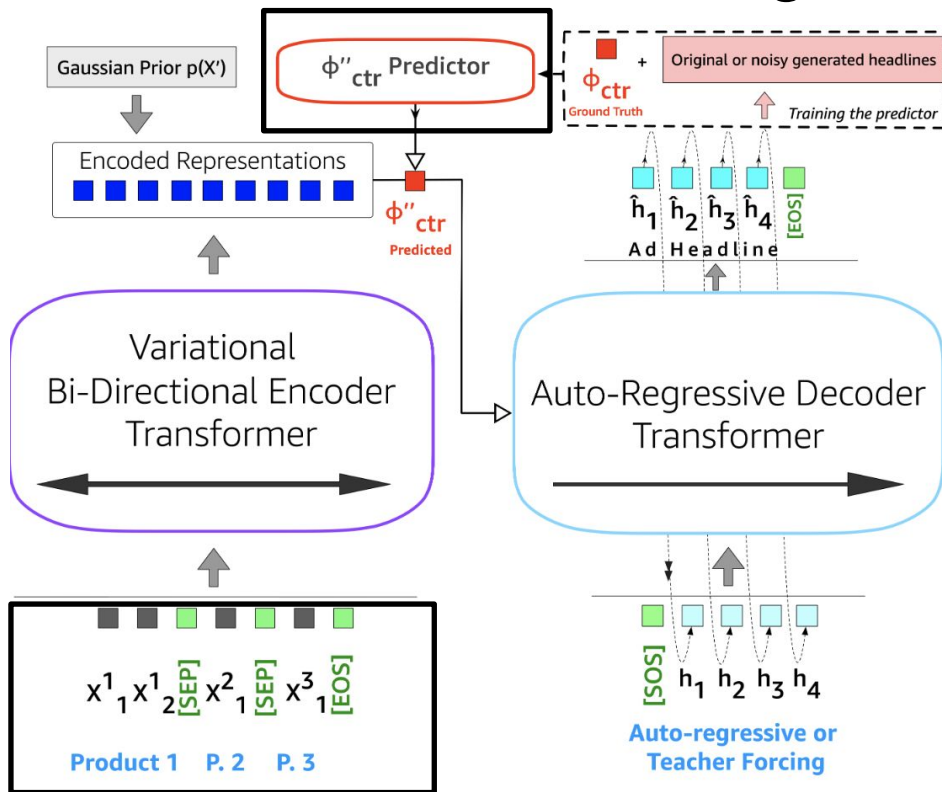 Gaussian Prior p(X')
Encoded Representations
ϕ''ctr Predictor
ϕctr
Ground Truth
+
Original or noisy generated headlines
Training the predictor
ϕ''ctr
Predicted
ĥ1 ĥ2 ĥ3 ĥ4 [EOS]
Ad Headline
Variational
Bi-Directional Encoder
Transformer
Auto-Regressive Decoder
Transformer
x¹1 x¹2 [SEP] x²1 [SEP] x³1 [EOS]
Product 1 P. 2 P. 3
[SOS] h1 h2 h3 h4
Auto-regressive or
Teacher Forcing